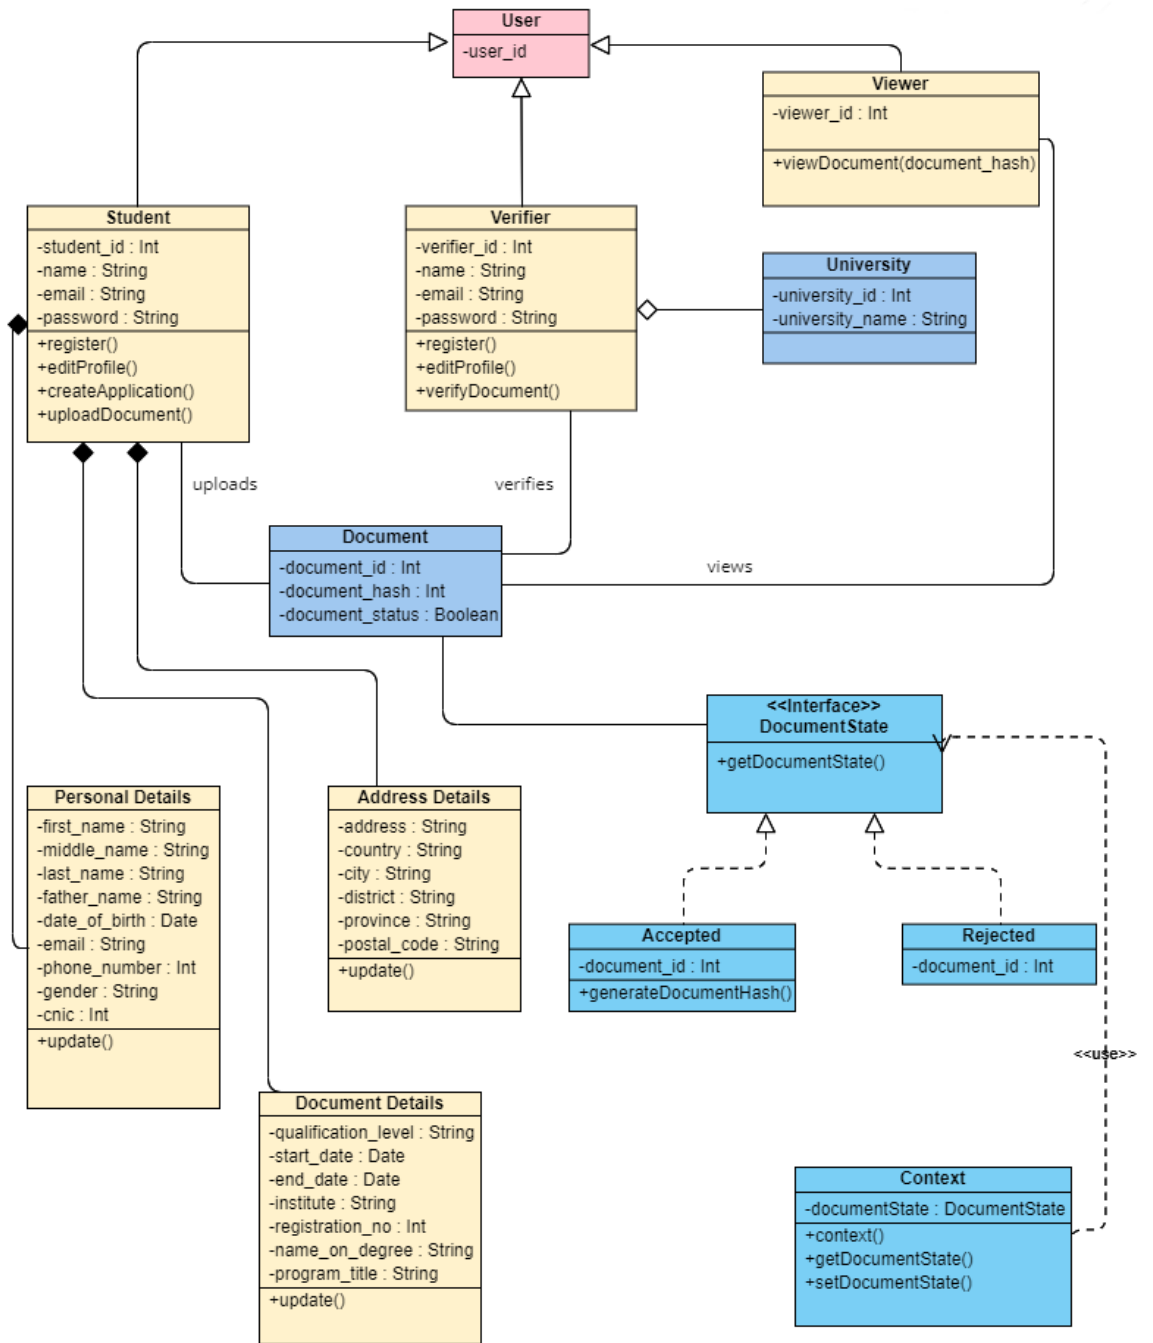 User
-user_id
Viewer
-viewer_id : Int
+viewDocument(document_hash)
Student
-student_id : Int
-name : String
-email : String
-password : String
+register()
+editProfile()
+createApplication()
+uploadDocument()
Verifier
-verifier_id : Int
-name : String
-email : String
-password : String
+register()
+editProfile()
+verifyDocument()
University
-university_id : Int
-university_name : String
uploads
verifies
views
Document
-document_id : Int
-document_hash : Int
-document_status : Boolean
<<Interface>>
DocumentState
+getDocumentState()
Personal Details
-first_name : String
-middle_name : String
-last_name : String
-father_name : String
-date_of_birth : Date
-email : String
-phone_number : Int
-gender : String
-cnic : Int
+update()
Address Details
-address : String
-country : String
-city : String
-district : String
-province : String
-postal_code : String
+update()
Accepted
-document_id : Int
+generateDocumentHash()
Rejected
-document_id : Int
<<use>>
Document Details
-qualification_level : String
-start_date : Date
-end_date : Date
-institute : String
-registration_no : Int
-name_on_degree : String
-program_title : String
+update()
Context
-documentState : DocumentState
+context()
+getDocumentState()
+setDocumentState()